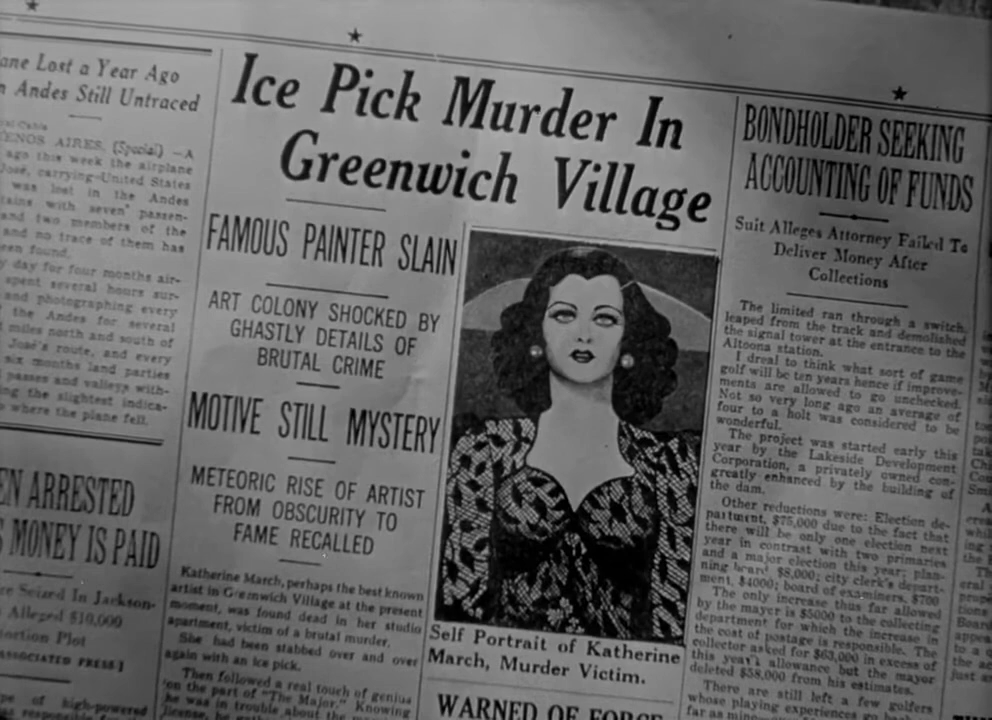 ane Lost a Year Ago
n Andes Still Untraced
ENOS AIRES, (Special) —A
ago this week the airplane
José, carrying United States
was lost in the Andes
tains with seven passen-
and two members of the
and no trace of them has
een found.
y day for four months air-
spent several hours sur-
and photographing every
the Andes for several
miles north and south of
José's route, and every
six months land parties
passes and valleys with-
ng the slightest indica-
where the plane fell.
EN ARRESTED
S MONEY IS PAID
re Seized In Jackson-
Alleged $10,000
tortion Plot
ASSOCIATED PRESS]
pe of high-powered
Ice Pick Murder In
Greenwich Village
FAMOUS PAINTER SLAIN
ART COLONY SHOCKED BY
GHASTLY DETAILS OF
BRUTAL CRIME
MOTIVE STILL MYSTERY
METEORIC RISE OF ARTIST
FROM OBSCURITY TO
FAME RECALLED
Katherine March, perhaps the best known
artist in Greenwich Village at the present
moment, was found dead in her studio
apartment, victim of a brutal murder.
She had been stabbed over and over
again with an ice pick.
Then followed a real touch of genius
on the part of "The Major." Knowing
he was in trouble about the
Self Portrait of Katherine
March, Murder Victim.
WARNED OF FORCE
BONDHOLDER SEEKING
ACCOUNTING OF FUNDS
Suit Alleges Attorney Failed To
Deliver Money After
Collections
The limited ran through a switch,
leaped from the track and demolished
the signal tower at the entrance to the
Altoona station.
I dreal to think what sort of game
golf will be ten years hence if improve-
ments are allowed to go unchecked.
Not so very long ago an average of
four to a holt was considered to be
wonderful.
The project was started early this
year by the Lakeside Development
Corporation, a privately owned con-
greatly enhanced by the building of
the dam.
Other reductions were: Election de-
partment, $75,000 due to the fact that
there will be only one election next
year in contrast with two primaries
and a major election this year; plan-
ning board $8,000; city clerk's depart-
ment, $4000; board of examiners, $700
The only increase thus far allowed
by the mayor is $5000 to the collecting
department for which the increase in
the cost of postage is responsible. The
collector asked for $63,000 in excess of
this year's allowance but the mayor
deleted $58,000 from his estimates.
There are still left a few golfers
whose playing experiences
far as